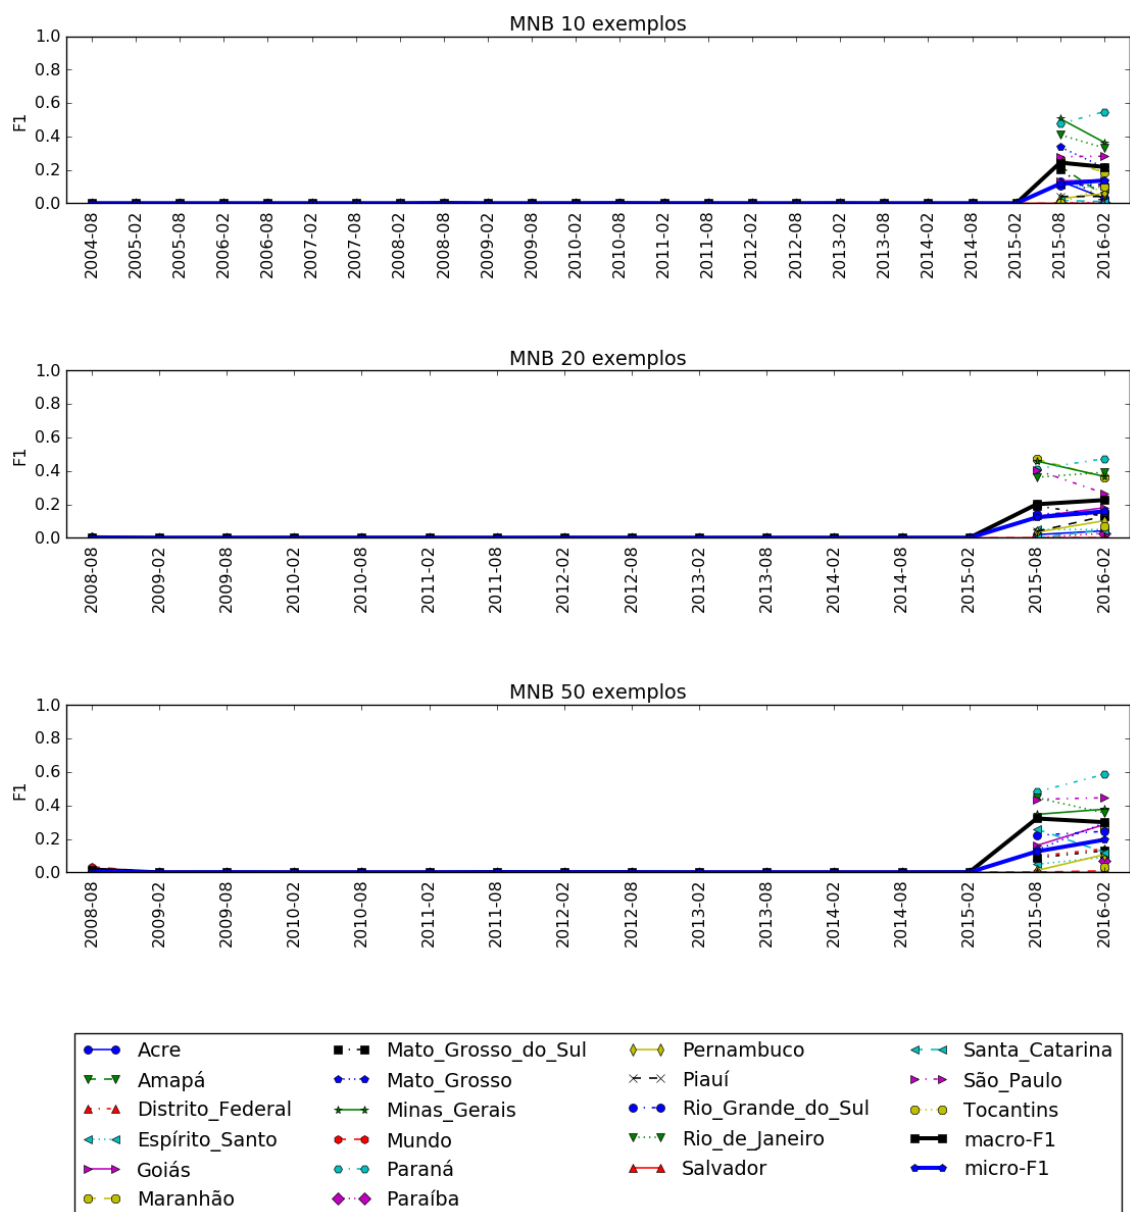 MNB 10 exemplos
1.0
0.8
0.6
0.4
0.2
0.0
F1
2004-08 2005-02 2005-08 2006-02 2006-08 2007-02 2007-08 2008-02 2008-08 2009-02 2009-08 2010-02 2010-08 2011-02 2011-08 2012-02 2012-08 2013-02 2013-08 2014-02 2014-08 2015-02 2015-08 2016-02
MNB 20 exemplos
1.0
0.8
0.6
0.4
0.2
0.0
F1
2008-08 2009-02 2009-08 2010-02 2010-08 2011-02 2011-08 2012-02 2012-08 2013-02 2013-08 2014-02 2014-08 2015-02 2015-08 2016-02
MNB 50 exemplos
1.0
0.8
0.6
0.4
0.2
0.0
F1
2008-08 2009-02 2009-08 2010-02 2010-08 2011-02 2011-08 2012-02 2012-08 2013-02 2013-08 2014-02 2014-08 2015-02 2015-08 2016-02
Acre
Amapá
Distrito_Federal
Espírito_Santo
Goiás
Maranhão
Mato_Grosso_do_Sul
Mato_Grosso
Minas_Gerais
Mundo
Paraná
Paraíba
Pernambuco
Piauí
Rio_Grande_do_Sul
Rio_de_Janeiro
Salvador
Santa_Catarina
São_Paulo
Tocantins
macro-F1
micro-F1